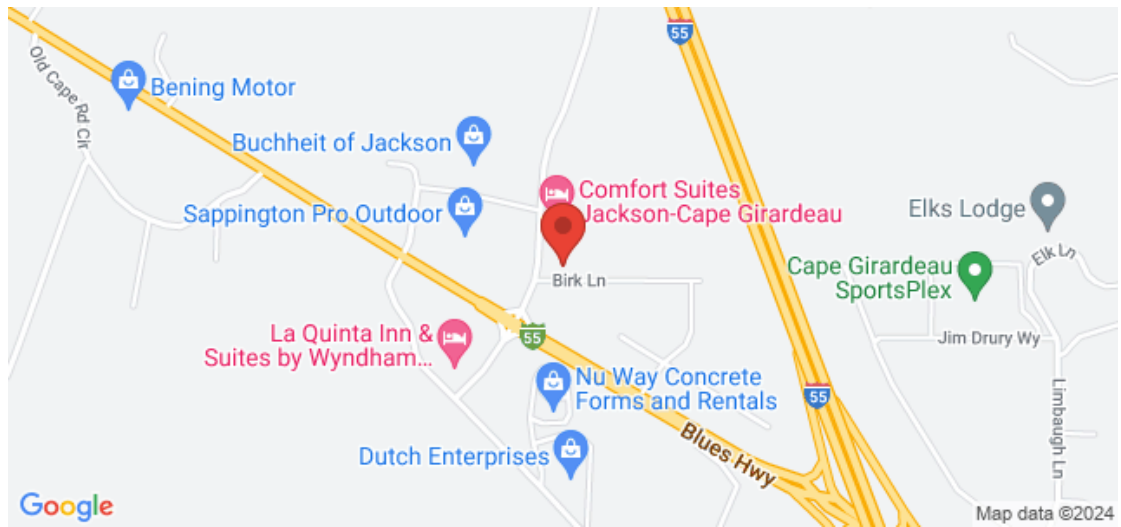 55
Old Cape Rd Cir
Bening Motor
Buchheit of Jackson
Comfort Suites
Jackson-Cape Girardeau
Sappington Pro Outdoor
Elks Lodge
Elk Ln
Cape Girardeau
SportsPlex
Birk Ln
La Quinta Inn &
Suites by Wyndham...
55
Jim Drury Wy
Nu Way Concrete
Forms and Rentals
55
Limbaugh Ln
Blues Hwy
Dutch Enterprises
Google
Map data ©2024